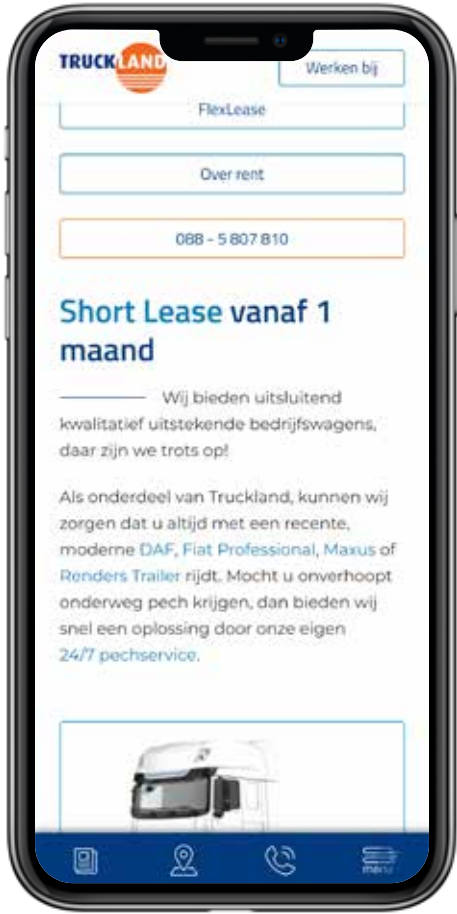 TRUCKLAND
Werken bij
FlexLease
Over rent
088 - 5 807 810
Short Lease vanaf 1
maand
Wij bieden uitsluitend
kwalitatief uitstekende bedrijfswagens,
daar zijn we trots op!
Als onderdeel van Truckland, kunnen wij
zorgen dat u altijd met een recente,
moderne DAF, Fiat Professional, Maxus of
Renders Trailer rijdt. Mocht u onverhoopt
onderweg pech krijgen, dan bieden wij
snel een oplossing door onze eigen
24/7 pechservice.
menu